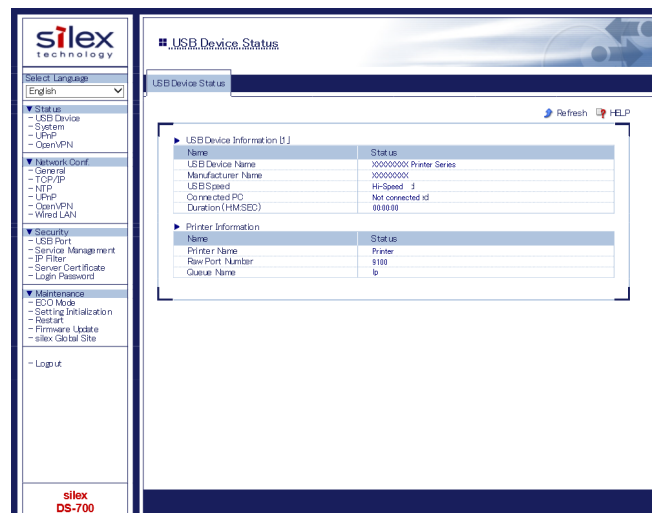 silex
technology
Select Language
English
▼ Status
- USB Device
- System
- UPnP
- OpenVPN
▼ Network Conf.
- General
- TCP/IP
- NTP
- UPnP
- OpenVPN
- Wired LAN
▼ Security
- USB Port
- Service Management
- IP Filter
- Server Certificate
- Login Password
▼ Maintenance
- ECO Mode
- Setting Initialization
- Restart
- Firmware Update
- silex Global Site
- Logout
silex
DS-700
USB Device Status
USB Device Status
Refresh HELP
▶ USB Device Information [1]
Name Status
USB Device Name XXXXXXXX Printer Series
Manufacturer Name XXXXXXXX
USB Speed Hi-Speed
Connected PC Not connected
Duration (H:M:SEC) 00:00:00
▶ Printer Information
Name Status
Printer Name Printer
Raw Port Number 9100
Queue Name lp